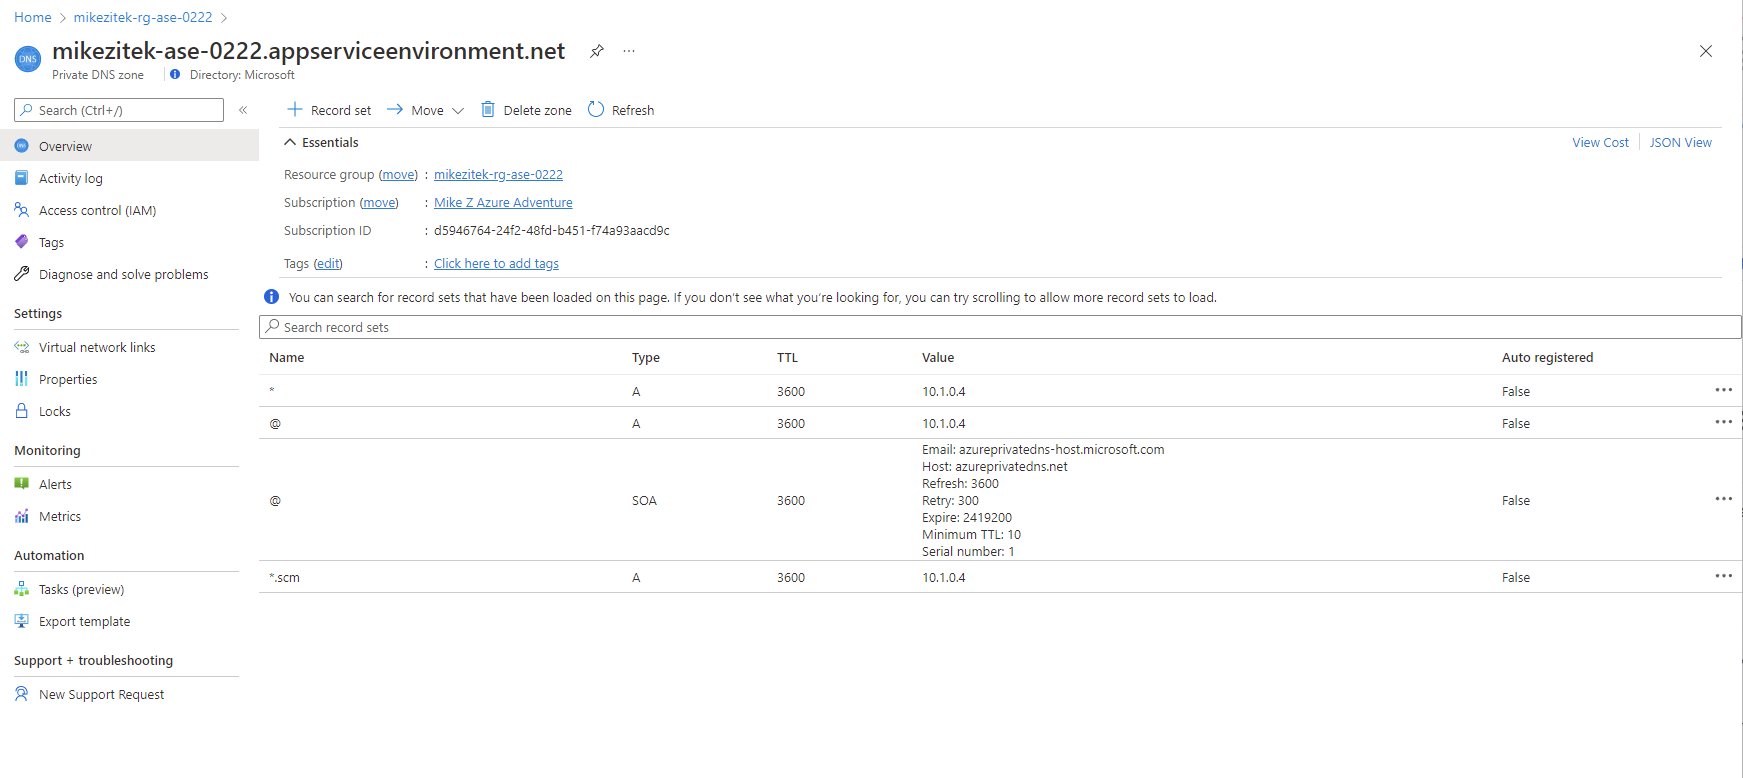 Home > mikezitek-rg-ase-0222 >
DNS
mikezitek-ase-0222.appserviceenvironment.net
Private DNS zone | Directory: Microsoft
Search (Ctrl+/) «
Overview
Activity log
Access control (IAM)
Tags
Diagnose and solve problems
Settings
Virtual network links
Properties
Locks
Monitoring
Alerts
Metrics
Automation
Tasks (preview)
Export template
Support + troubleshooting
New Support Request
Record set Move Delete zone Refresh
Essentials View Cost JSON View
Resource group (move) : mikezitek-rg-ase-0222
Subscription (move) : Mike Z Azure Adventure
Subscription ID : d5946764-24f2-48fd-b451-f74a93aacd9c
Tags (edit) : Click here to add tags
You can search for record sets that have been loaded on this page. If you don't see what you're looking for, you can try scrolling to allow more record sets to load.
Search record sets
Name Type TTL Value Auto registered
* A 3600 10.1.0.4 False
@ A 3600 10.1.0.4 False
Email: azureprivatedns-host.microsoft.com
Host: azureprivatedns.net
Refresh: 3600
@ SOA 3600 Retry: 300 False
Expire: 2419200
Minimum TTL: 10
Serial number: 1
*.scm A 3600 10.1.0.4 False